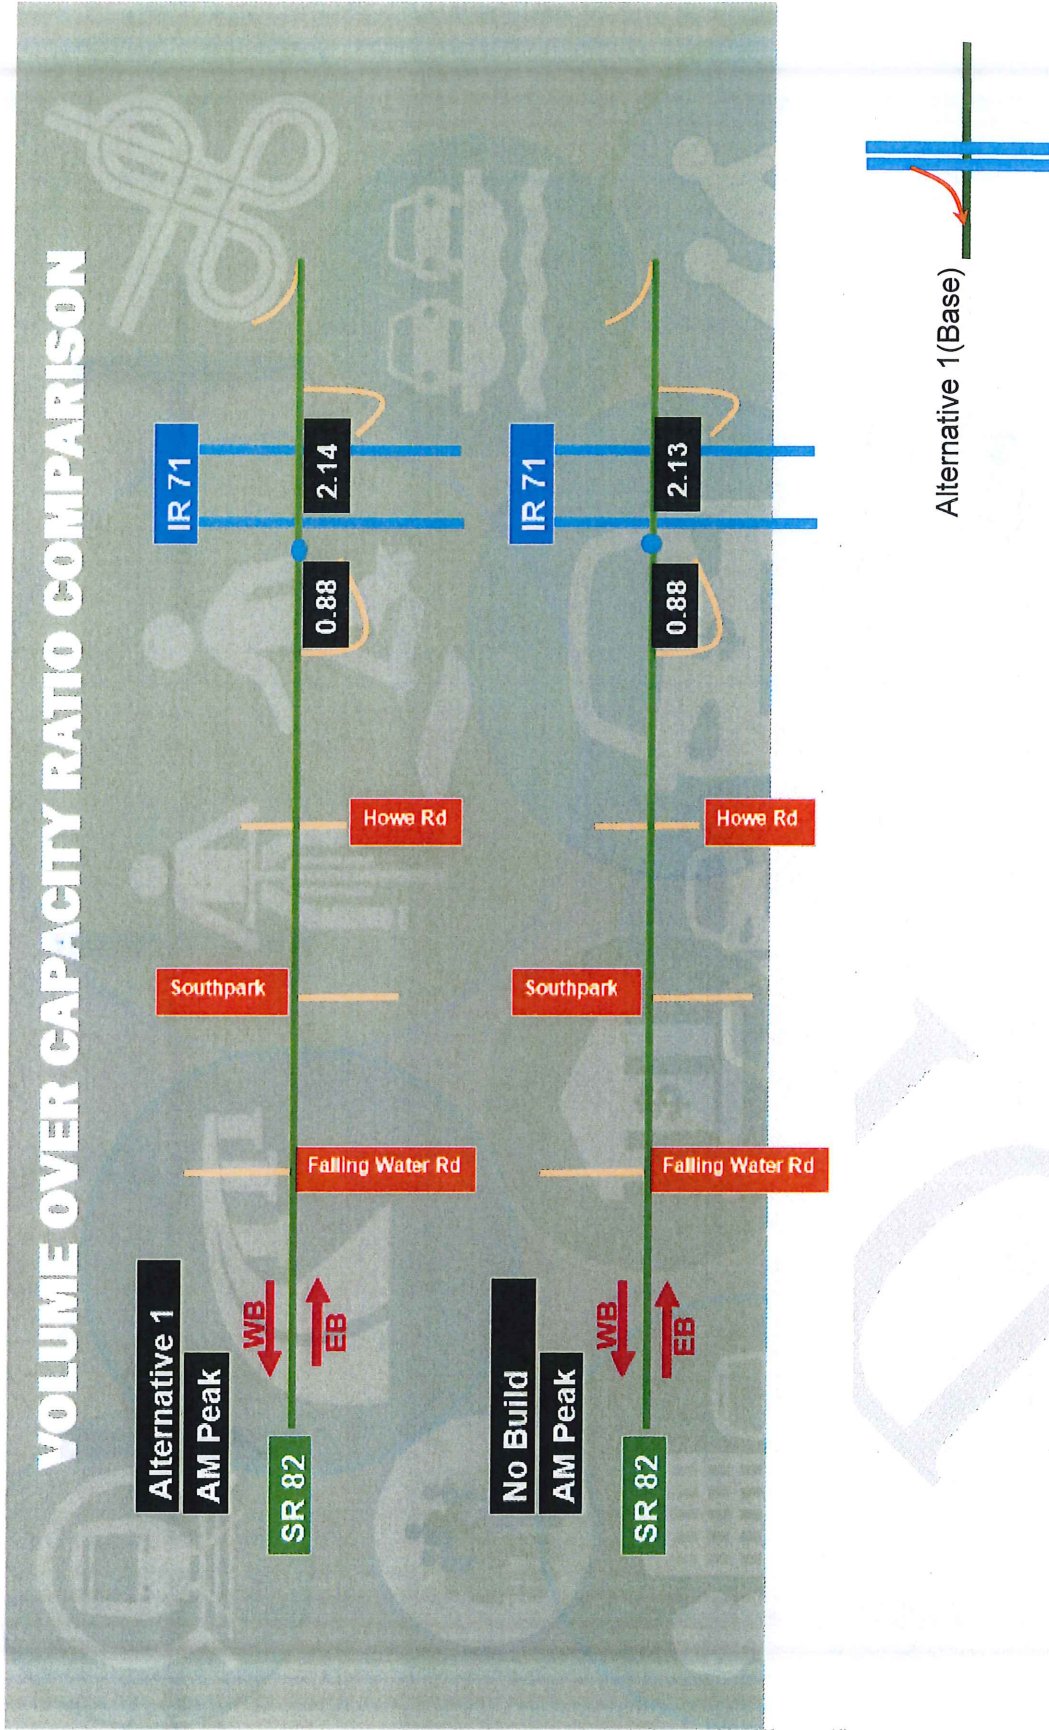 VOLUME OVER CAPACITY RATIO COMPARISON
Alternative 1
AM Peak
SR 82
WB
EB
Falling Water Rd
Southpark
Howe Rd
0.88
IR 71
2.14
No Build
AM Peak
SR 82
WB
EB
Falling Water Rd
Southpark
Howe Rd
0.88
IR 71
2.13
Alternative 1(Base)